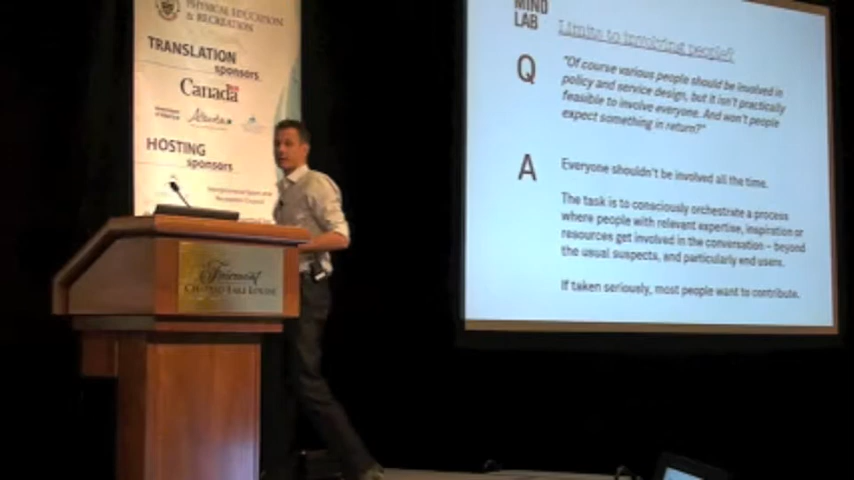 PHYSICAL EDUCATION
& RECREATION
TRANSLATION
sponsors
Canada
Alberta
HOSTING
sponsors
Fairmont
CHATEAU LAKE LOUISE
MIND
LAB
Limits to involving people?
Q
"Of course various people should be involved in
policy and service design, but it isn't practically
feasible to involve everyone. And won't people
expect something in return?"
A
Everyone shouldn't be involved all the time.
The task is to consciously orchestrate a process
where people with relevant expertise, inspiration or
resources get involved in the conversation – beyond
the usual suspects, and particularly end users.
If taken seriously, most people want to contribute.